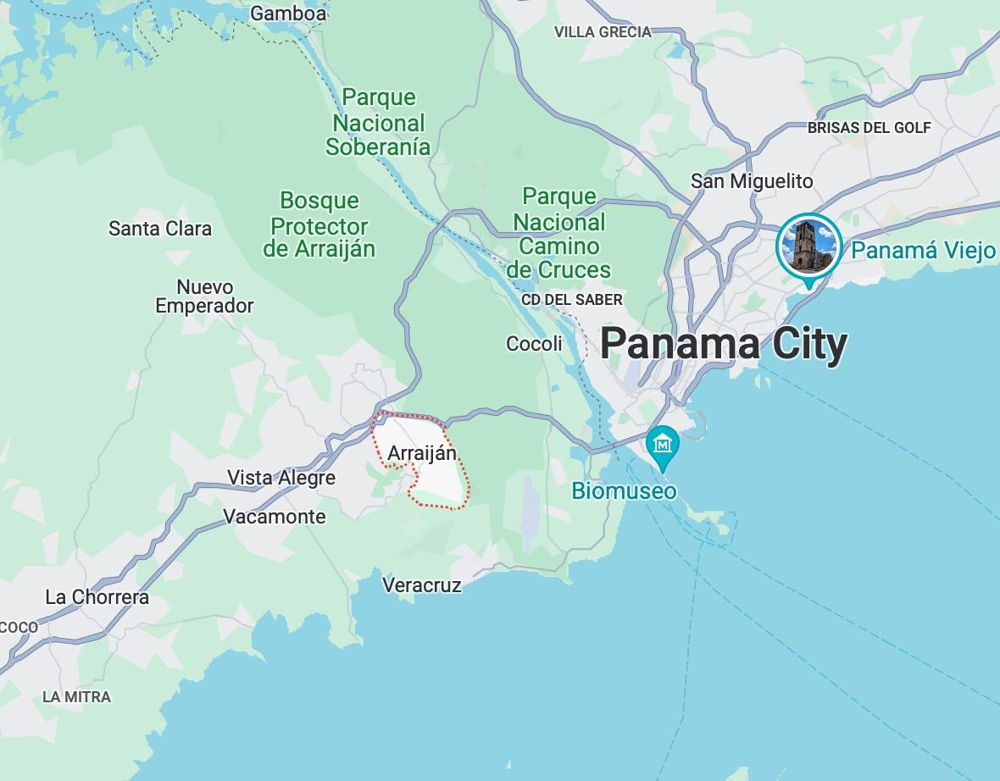 Gamboa
VILLA GRECIA
Parque
Nacional
Soberanía
BRISAS DEL GOLF
San Miguelito
Bosque
Protector
de Arraiján
Parque
Nacional
Camino
de Cruces
Santa Clara
Panamá Viejo
Nuevo
Emperador
CD DEL SABER
Cocoli
Panama City
Arraiján
Vista Alegre
M
Biomuseo
Vacamonte
Veracruz
La Chorrera
coco
LA MITRA